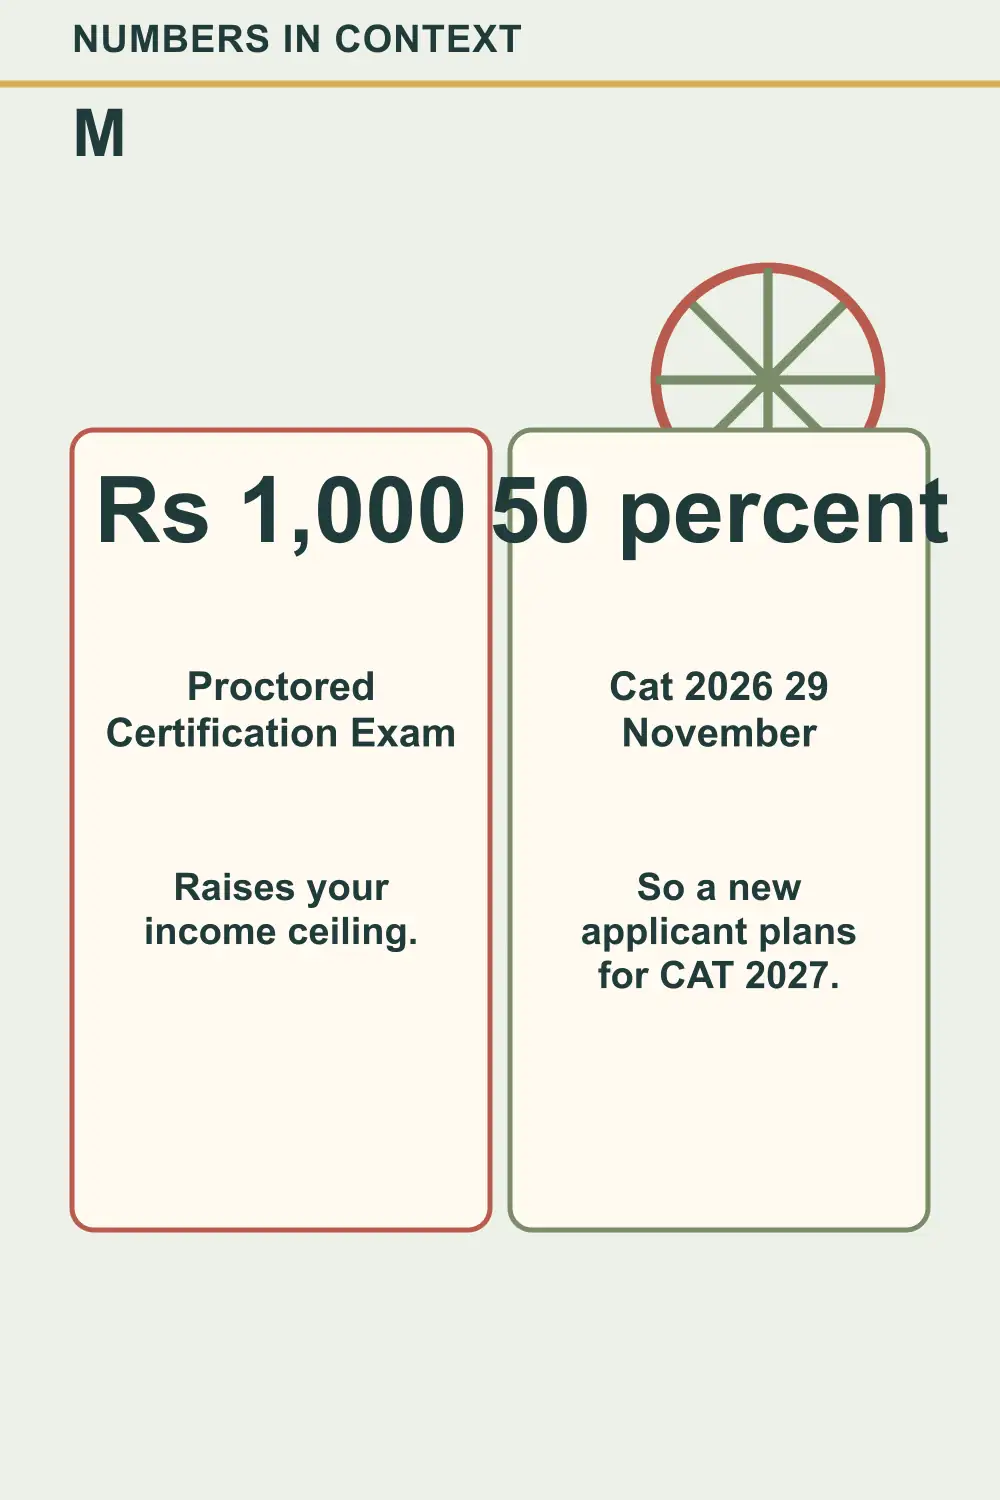 NUMBERS IN CONTEXT
M
Rs 1,000
Proctored
Certification Exam
Raises your
income ceiling.
50 percent
Cat 2026 29
November
So a new
applicant plans
for CAT 2027.